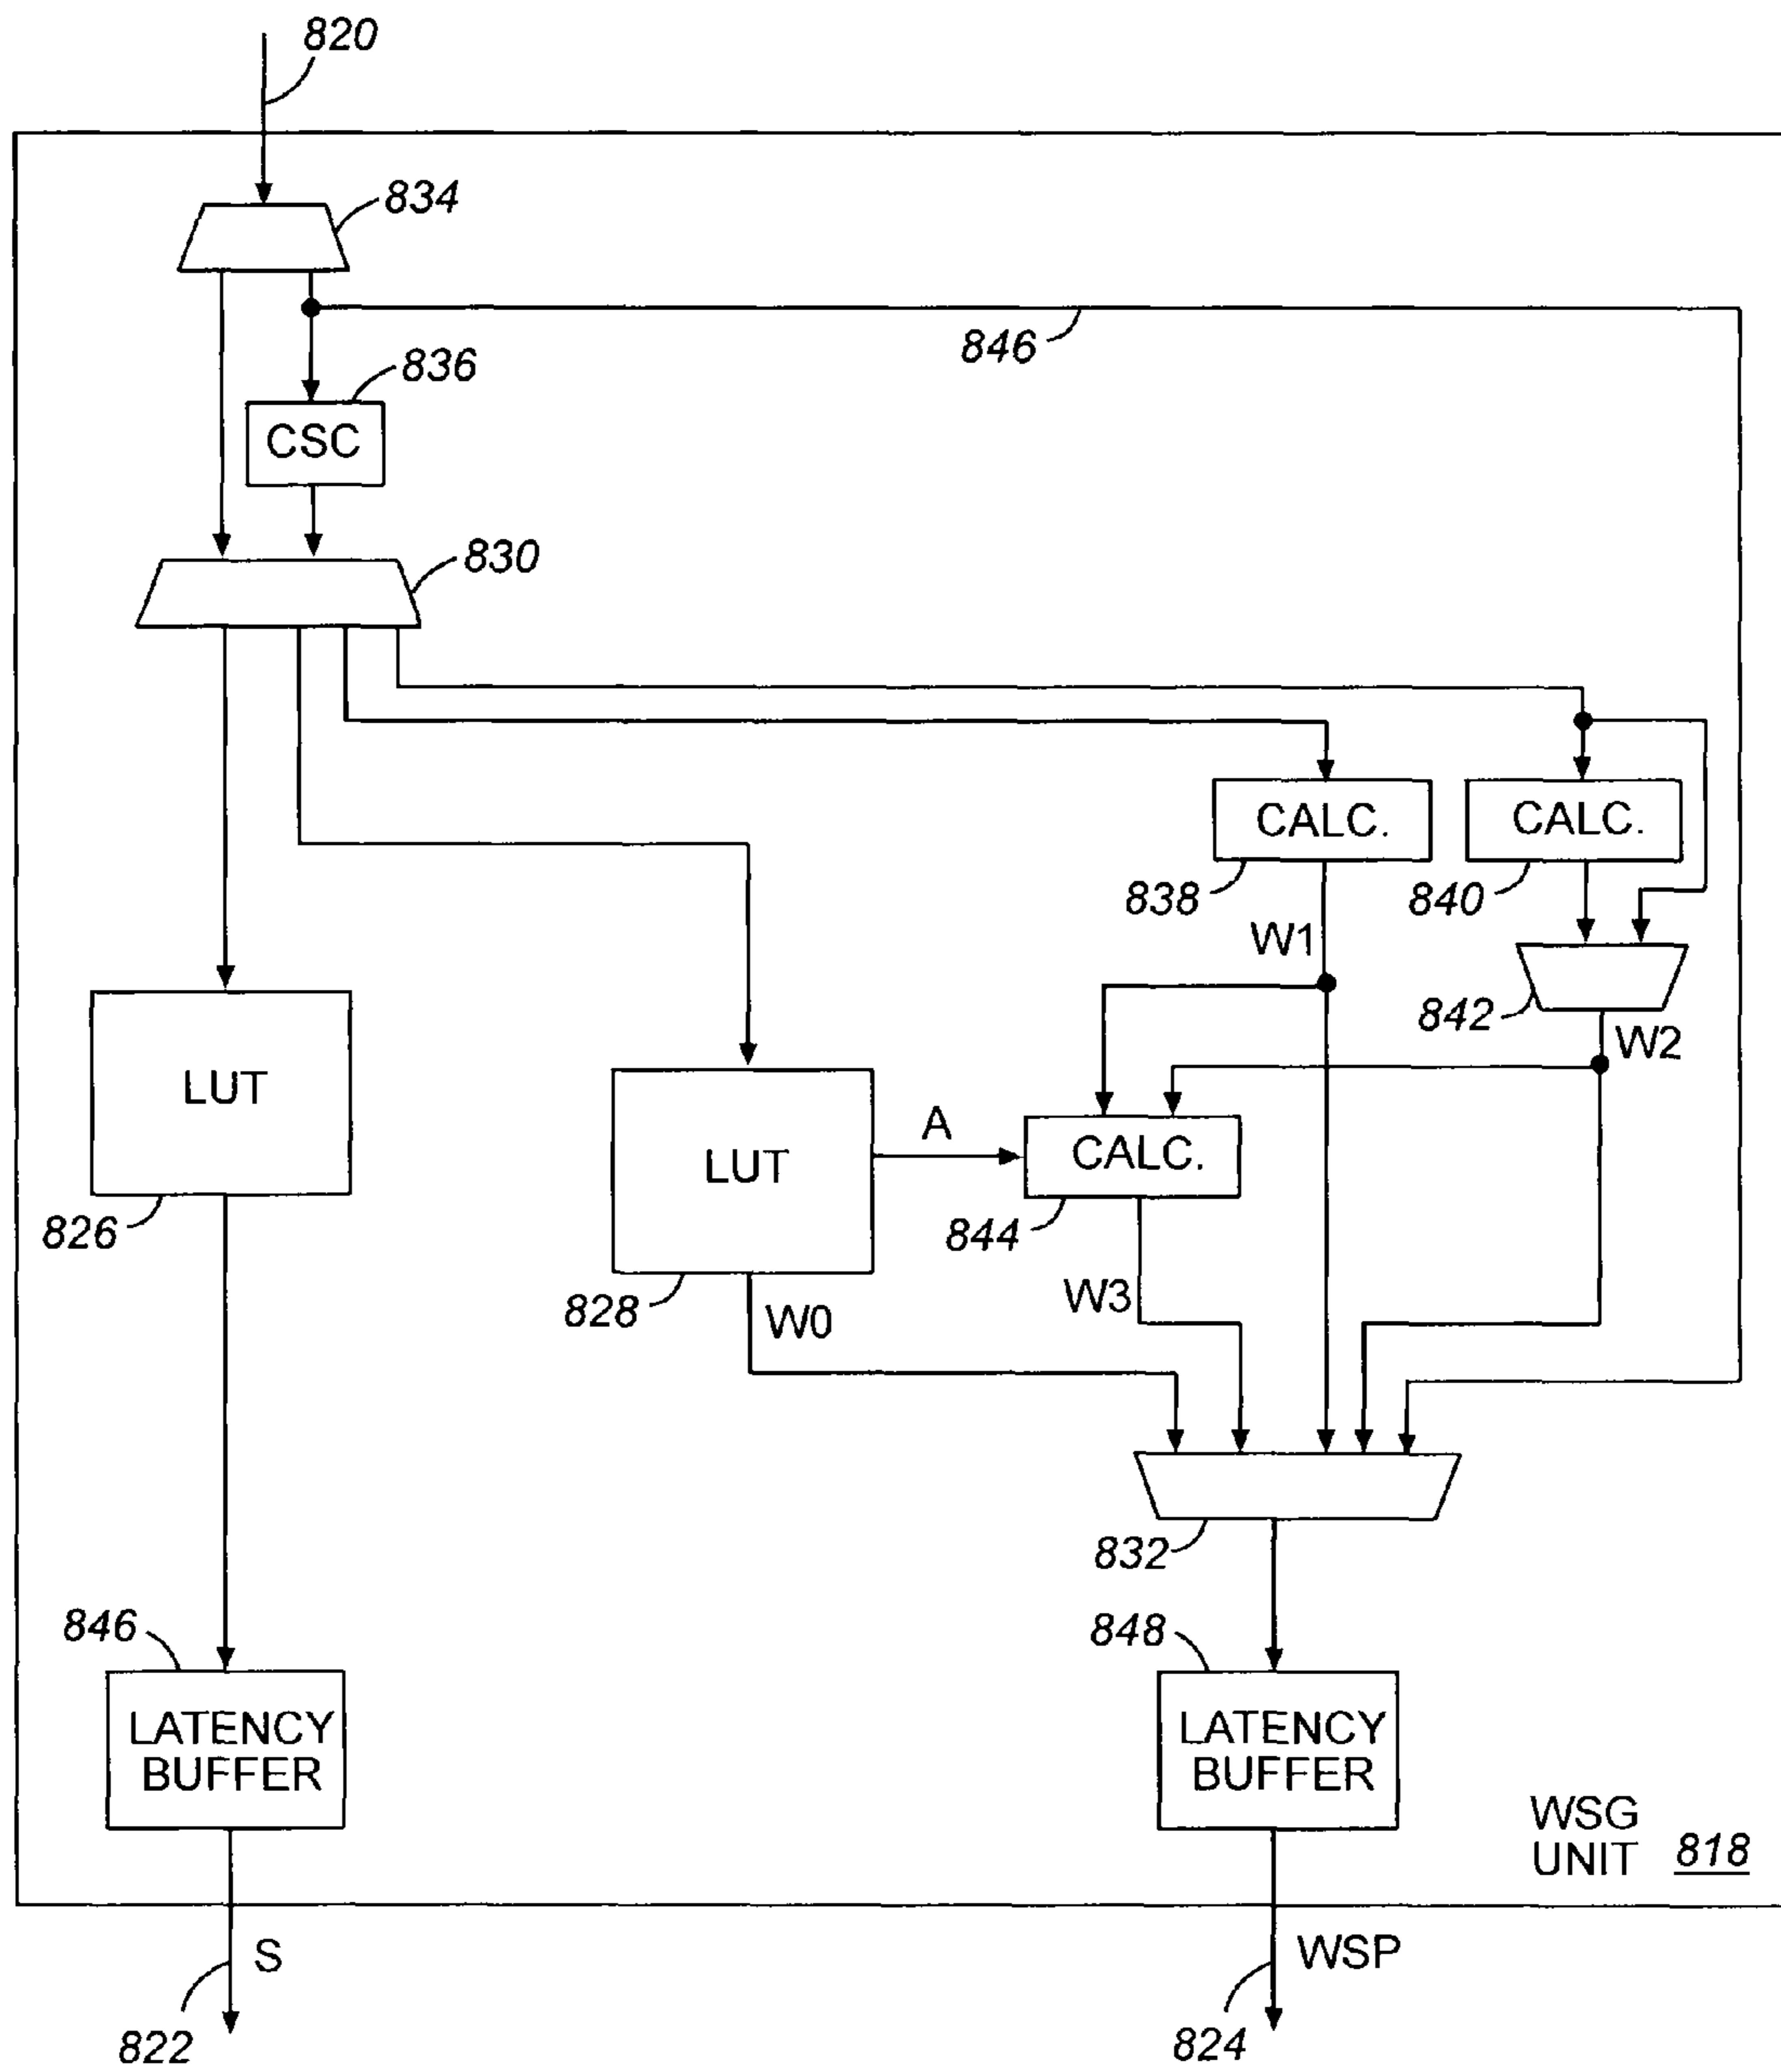 820
834
846
836
CSC
830
CALC.
CALC.
838
840
W1
842
W2
LUT
A
LUT
CALC.
826
844
828
W0
W3
832
846
848
LATENCY
BUFFER
LATENCY
BUFFER
WSG
UNIT 818
S
WSP
822
824